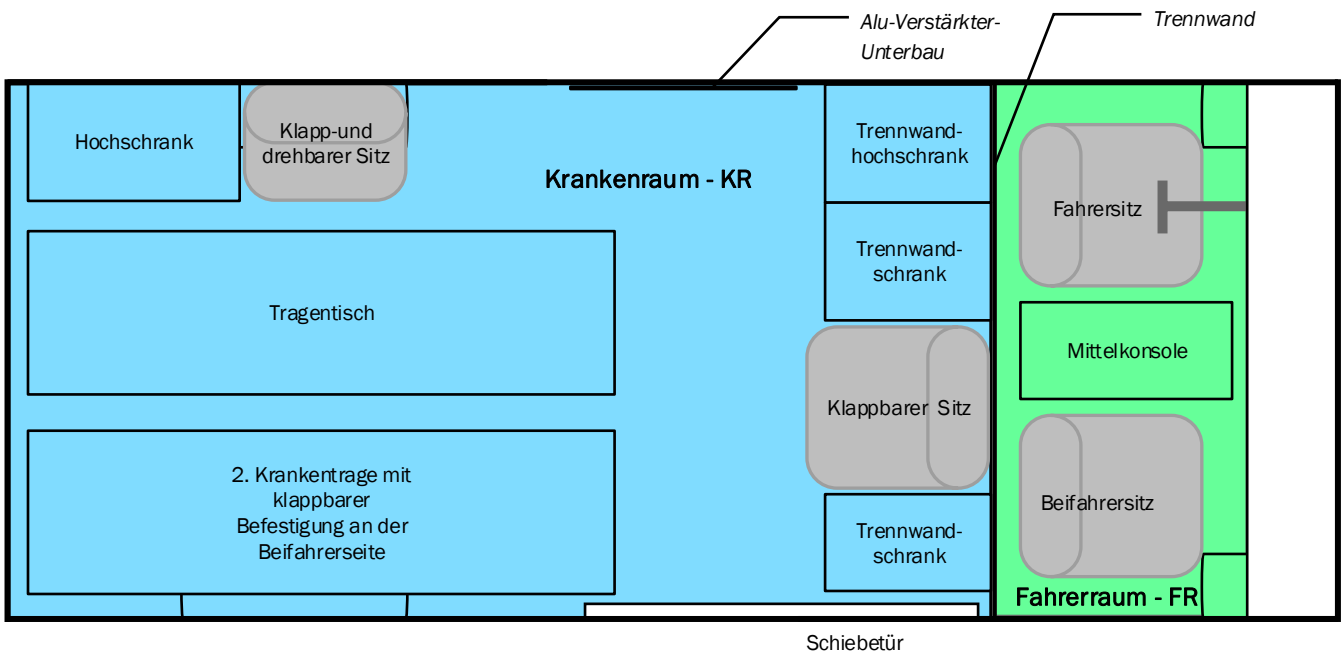 Alu-Verstärkter-
Unterbau
Trennwand
Hochschrank
Klapp-und
drehbarer Sitz
Krankenraum - KR
Trennwand-
hochschrank
Fahrersitz
Trennwand-
schrank
Tragentisch
Mittelkonsole
Klappbarer Sitz
2. Krankentrage mit
klappbarer
Befestigung an der
Beifahrerseite
Beifahrersitz
Trennwand-
schrank
Fahrerraum - FR
Schiebetür